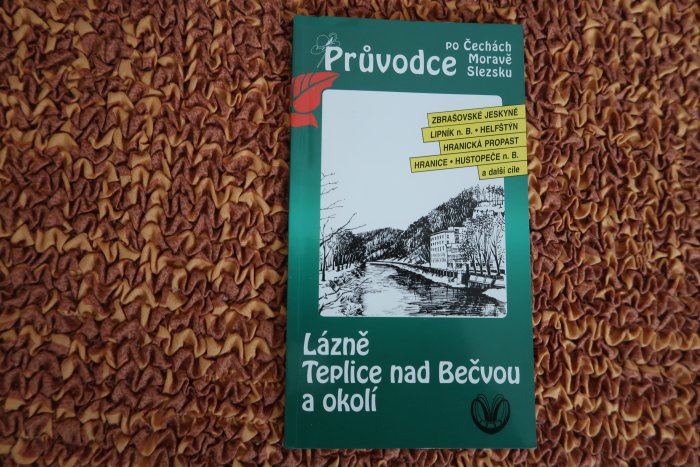 Průvodce
po Čechách
Moravě
Slezsku
ZBRAŠOVSKÉ JESKYNĚ
LIPNÍK n. B. • HELFŠTÝN
HRANICKÁ PROPAST
HRANICE • HUSTOPEČE n. B.
a další cíle
Lázně
Teplice nad Bečvou
a okolí